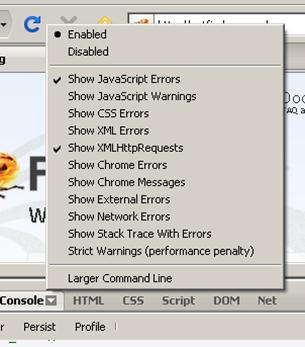 Enabled
Disabled
Show JavaScript Errors
Show JavaScript Warnings
Show CSS Errors
Show XML Errors
Show XMLHttpRequests
Show Chrome Errors
Show Chrome Messages
Show External Errors
Show Network Errors
Show Stack Trace With Errors
Strict Warnings (performance penalty)
Larger Command Line
Console HTML CSS Script DOM Net
r Persist Profile